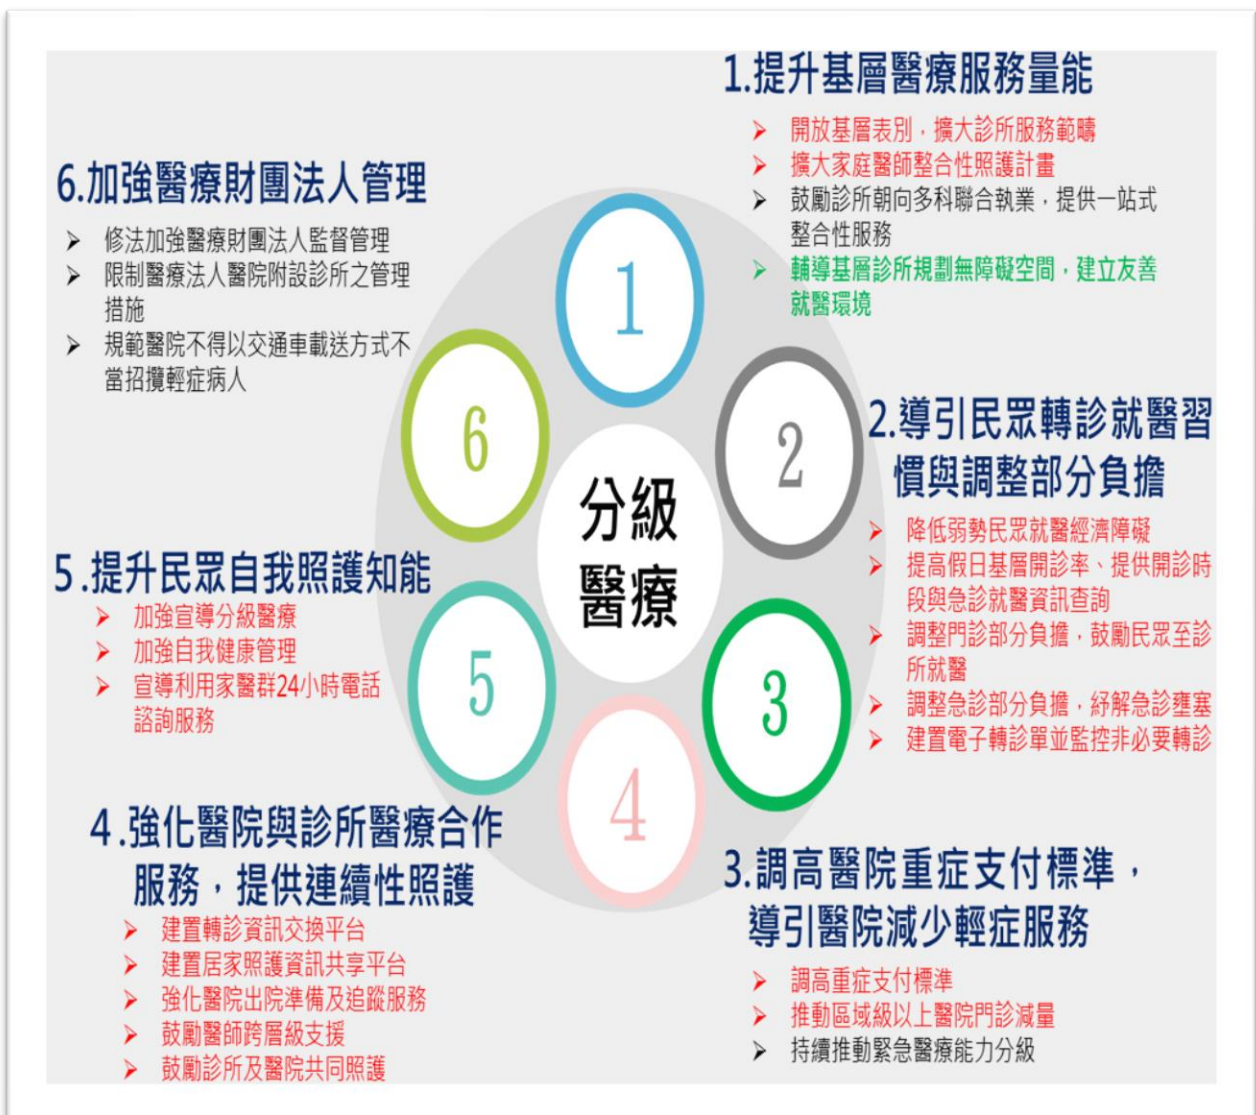 1.提升基層醫療服務量能
➢ 開放基層表別，擴大診所服務範疇
➢ 擴大家庭醫師整合性照護計畫
➢ 鼓勵診所朝向多科聯合執業，提供一站式
整合性服務
➢ 輔導基層診所規劃無障礙空間，建立友善
就醫環境
2.導引民眾轉診就醫習
慣與調整部分負擔
➢ 降低弱勢民眾就醫經濟障礙
➢ 提高假日基層開診率、提供開診時
段與急診就醫資訊查詢
➢ 調整門診部分負擔，鼓勵民眾至診
所就醫
➢ 調整急診部分負擔，紓解急診壅塞
➢ 建置電子轉診單並監控非必要轉診
3.調高醫院重症支付標準，
導引醫院減少輕症服務
➢ 調高重症支付標準
➢ 推動區域級以上醫院門診減量
➢ 持續推動緊急醫療能力分級
4.強化醫院與診所醫療合作
服務，提供連續性照護
➢ 建置轉診資訊交換平台
➢ 建置居家照護資訊共享平台
➢ 強化醫院出院準備及追蹤服務
➢ 鼓勵醫師跨層級支援
➢ 鼓勵診所及醫院共同照護
5.提升民眾自我照護知能
➢ 加強宣導分級醫療
➢ 加強自我健康管理
➢ 宣導利用家醫群24小時電話
諮詢服務
6.加強醫療財團法人管理
➢ 修法加強醫療財團法人監督管理
➢ 限制醫療法人醫院附設診所之管理
措施
➢ 規範醫院不得以交通車載送方式不
當招攬輕症病人
分級
醫療
1
2
3
4
5
6